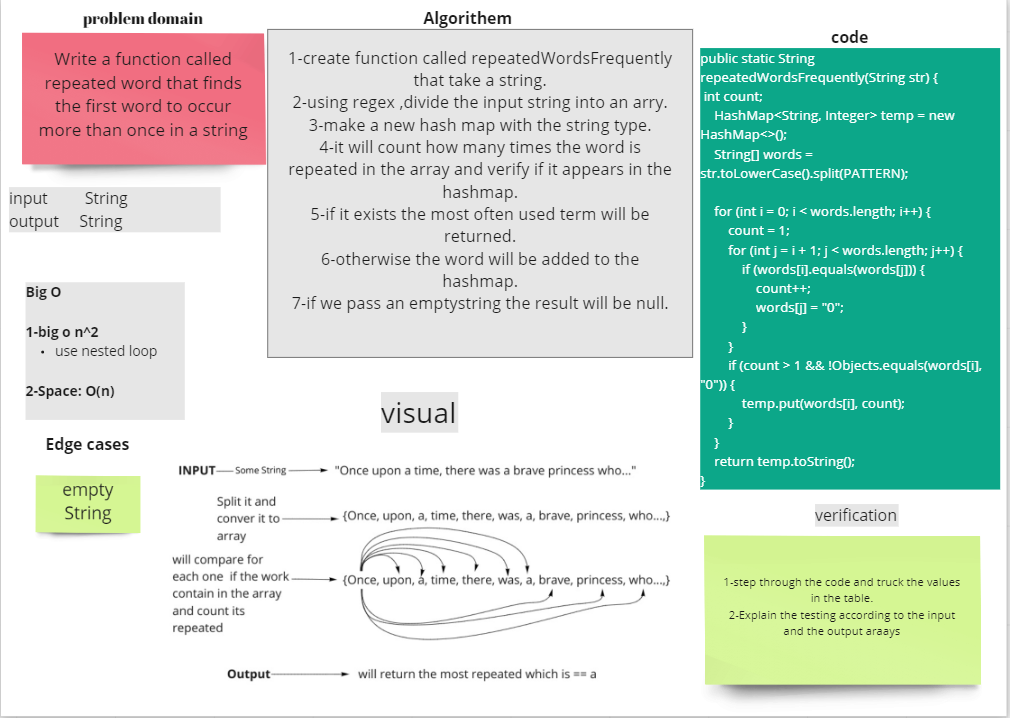 problem domain
Write a function called
repeated word that finds
the first word to occur
more than once in a string
input String
output String
Big O
1-big o n^2
• use nested loop
2-Space: O(n)
Edge cases
empty
String
Algorithem
1-create function called repeatedWordsFrequently
that take a string.
2-using regex ,divide the input string into an arry.
3-make a new hash map with the string type.
4-it will count how many times the word is
repeated in the array and verify if it appears in the
hashmap.
5-if it exists the most often used term will be
returned.
6-otherwise the word will be added to the
hashmap.
7-if we pass an emptystring the result will be null.
visual
INPUT Some String "Once upon a time, there was a brave princess who..."
Split it and
conver it to
array
{Once, upon, a, time, there, was, a, brave, princess, who...,}
will compare for
each one if the work
contain in the array
and count its
repeated
{Once, upon, a, time, there, was, a, brave, princess, who...,}
Output will return the most repeated which is == a
code
public static String
repeatedWordsFrequently(String str) {
int count;
HashMap<String, Integer> temp = new
HashMap<>();
String[] words =
str.toLowerCase().split(PATTERN);
for (int i = 0; i < words.length; i++) {
count = 1;
for (int j = i + 1; j < words.length; j++) {
if (words[i].equals(words[j])) {
count++;
words[j] = "0";
}
}
if (count > 1 && !Objects.equals(words[i],
"0")) {
temp.put(words[i], count);
}
}
return temp.toString();
}
verification
1-step through the code and truck the values
in the table.
2-Explain the testing according to the input
and the output araays